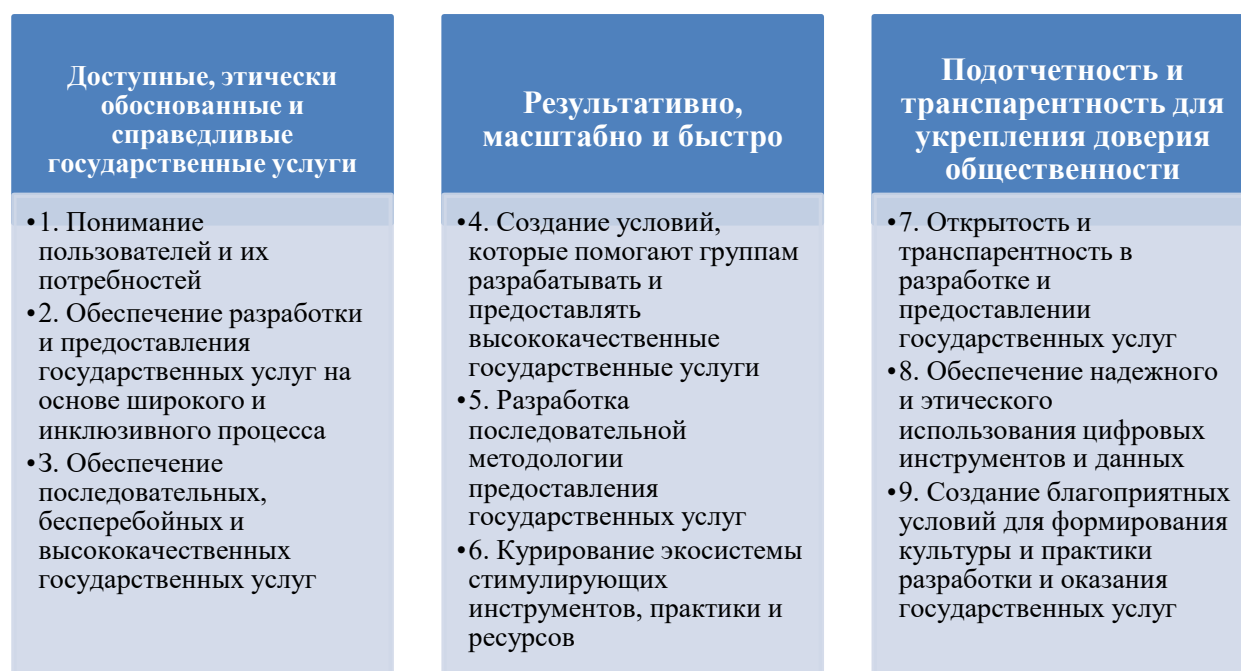 Доступные, этически
обоснованные и
справедливые
государственные услуги
•1. Понимание
пользователей и их
потребностей
•2. Обеспечение разработки
и предоставления
государственных услуг на
основе широкого и
инклюзивного процесса
•3. Обеспечение
последовательных,
бесперебойных и
высококачественных
государственных услуг
Результативно,
масштабно и быстро
•4. Создание условий,
которые помогают группам
разрабатывать и
предоставлять
высококачественные
государственные услуги
•5. Разработка
последовательной
методологии
предоставления
государственных услуг
•6. Курирование экосистемы
стимулирующих
инструментов, практики и
ресурсов
Подотчетность и
транспарентность для
укрепления доверия
общественности
•7. Открытость и
транспарентность в
разработке и
предоставлении
государственных услуг
•8. Обеспечение надежного
и этического
использования цифровых
инструментов и данных
•9. Создание благоприятных
условий для формирования
культуры и практики
разработки и оказания
государственных услуг